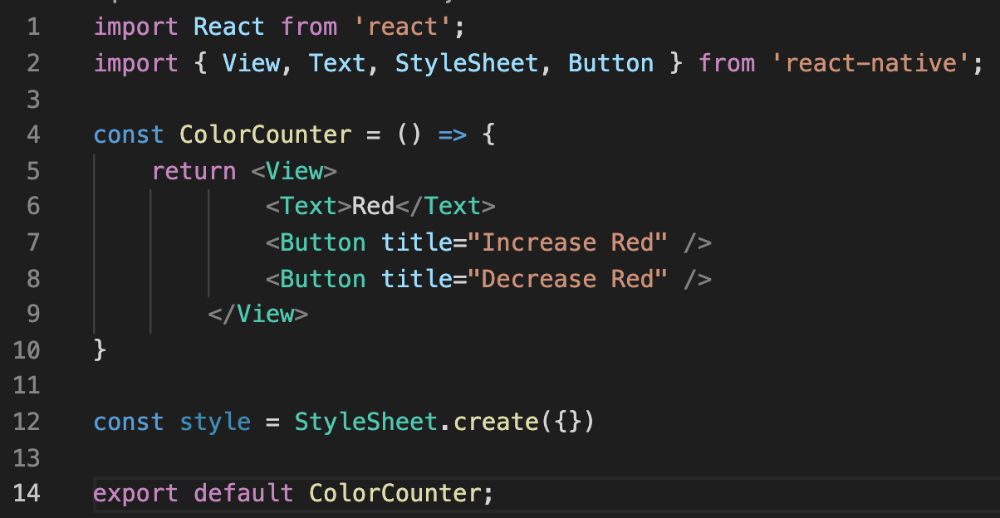 1 import React from 'react';
2 import { View, Text, StyleSheet, Button } from 'react-native';
3
4 const ColorCounter = () => {
5 return <View>
6 <Text>Red</Text>
7 <Button title="Increase Red" />
8 <Button title="Decrease Red" />
9 </View>
10 }
11
12 const style = StyleSheet.create({})
13
14 export default ColorCounter;